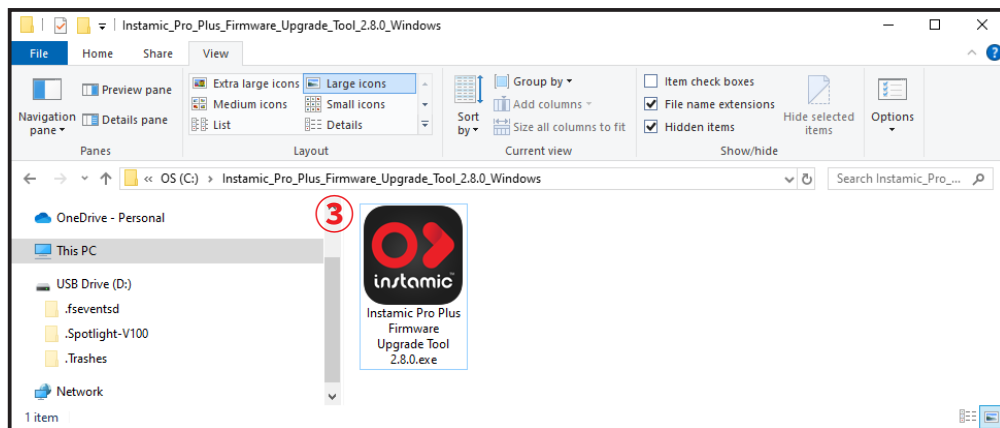 Instamic_Pro_Plus_Firmware_Upgrade_Tool_2.8.0_Windows
File Home Share View
Navigation pane
Preview pane
Details pane
Panes
Extra large icons Large icons
Medium icons Small icons
List Details
Layout
Sort by
Group by
Add columns
Size all columns to fit
Current view
Item check boxes
File name extensions
Hidden items
Hide selected items
Show/hide
Options
« OS (C:) › Instamic_Pro_Plus_Firmware_Upgrade_Tool_2.8.0_Windows
Search Instamic_Pro_...
OneDrive - Personal
This PC
USB Drive (D:)
.fseventsd
.Spotlight-V100
.Trashes
Network
3
instamic™
Instamic Pro Plus
Firmware
Upgrade Tool
2.8.0.exe
1 item